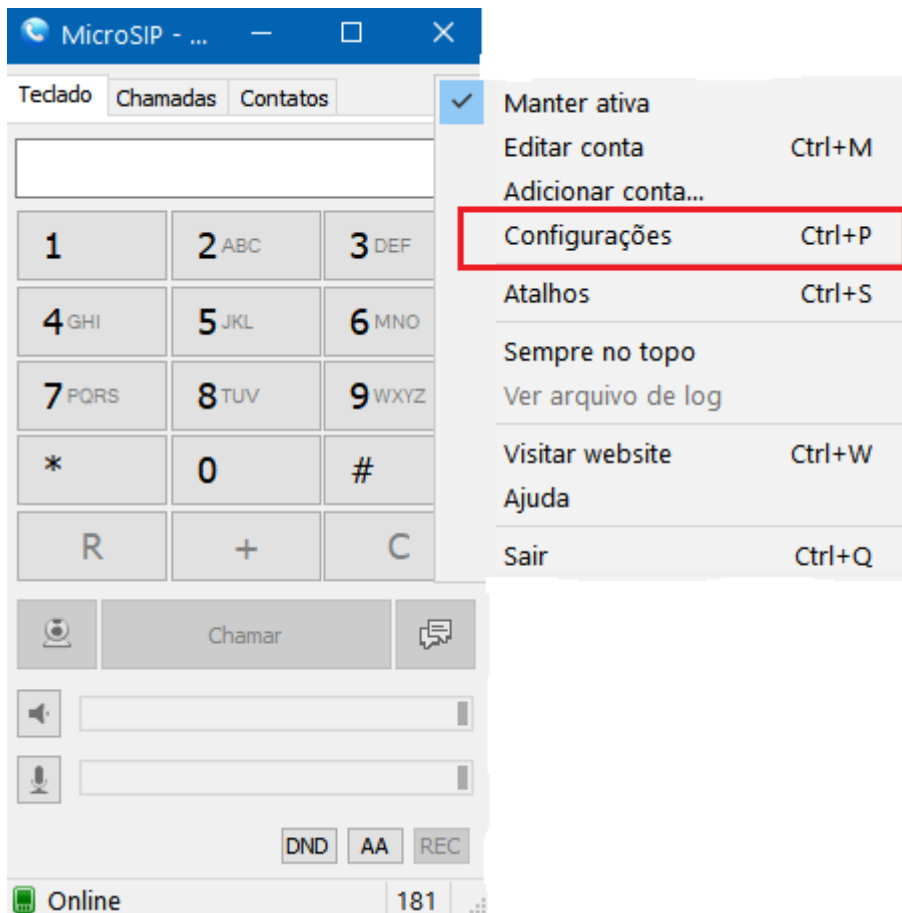 MicroSIP - ...
Teclado Chamadas Contatos
Manter ativa
Editar conta Ctrl+M
Adicionar conta...
Configurações Ctrl+P
Atalhos Ctrl+S
Sempre no topo
Ver arquivo de log
Visitar website Ctrl+W
Ajuda
Sair Ctrl+Q
1 2 ABC 3 DEF
4 GHI 5 JKL 6 MNO
7 PQRS 8 TUV 9 WXYZ
* 0 #
R + C
Chamar
DND AA REC
Online 181